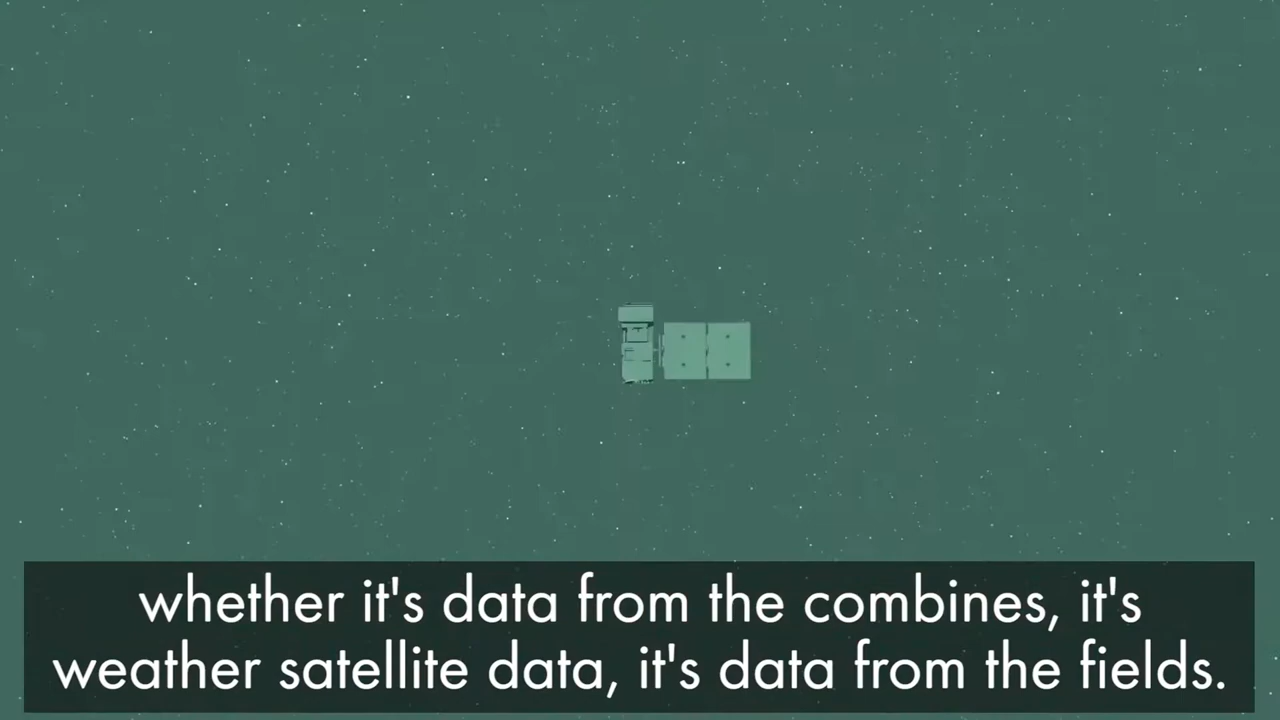 whether it's data from the combines, it's
weather satellite data, it's data from the fields.